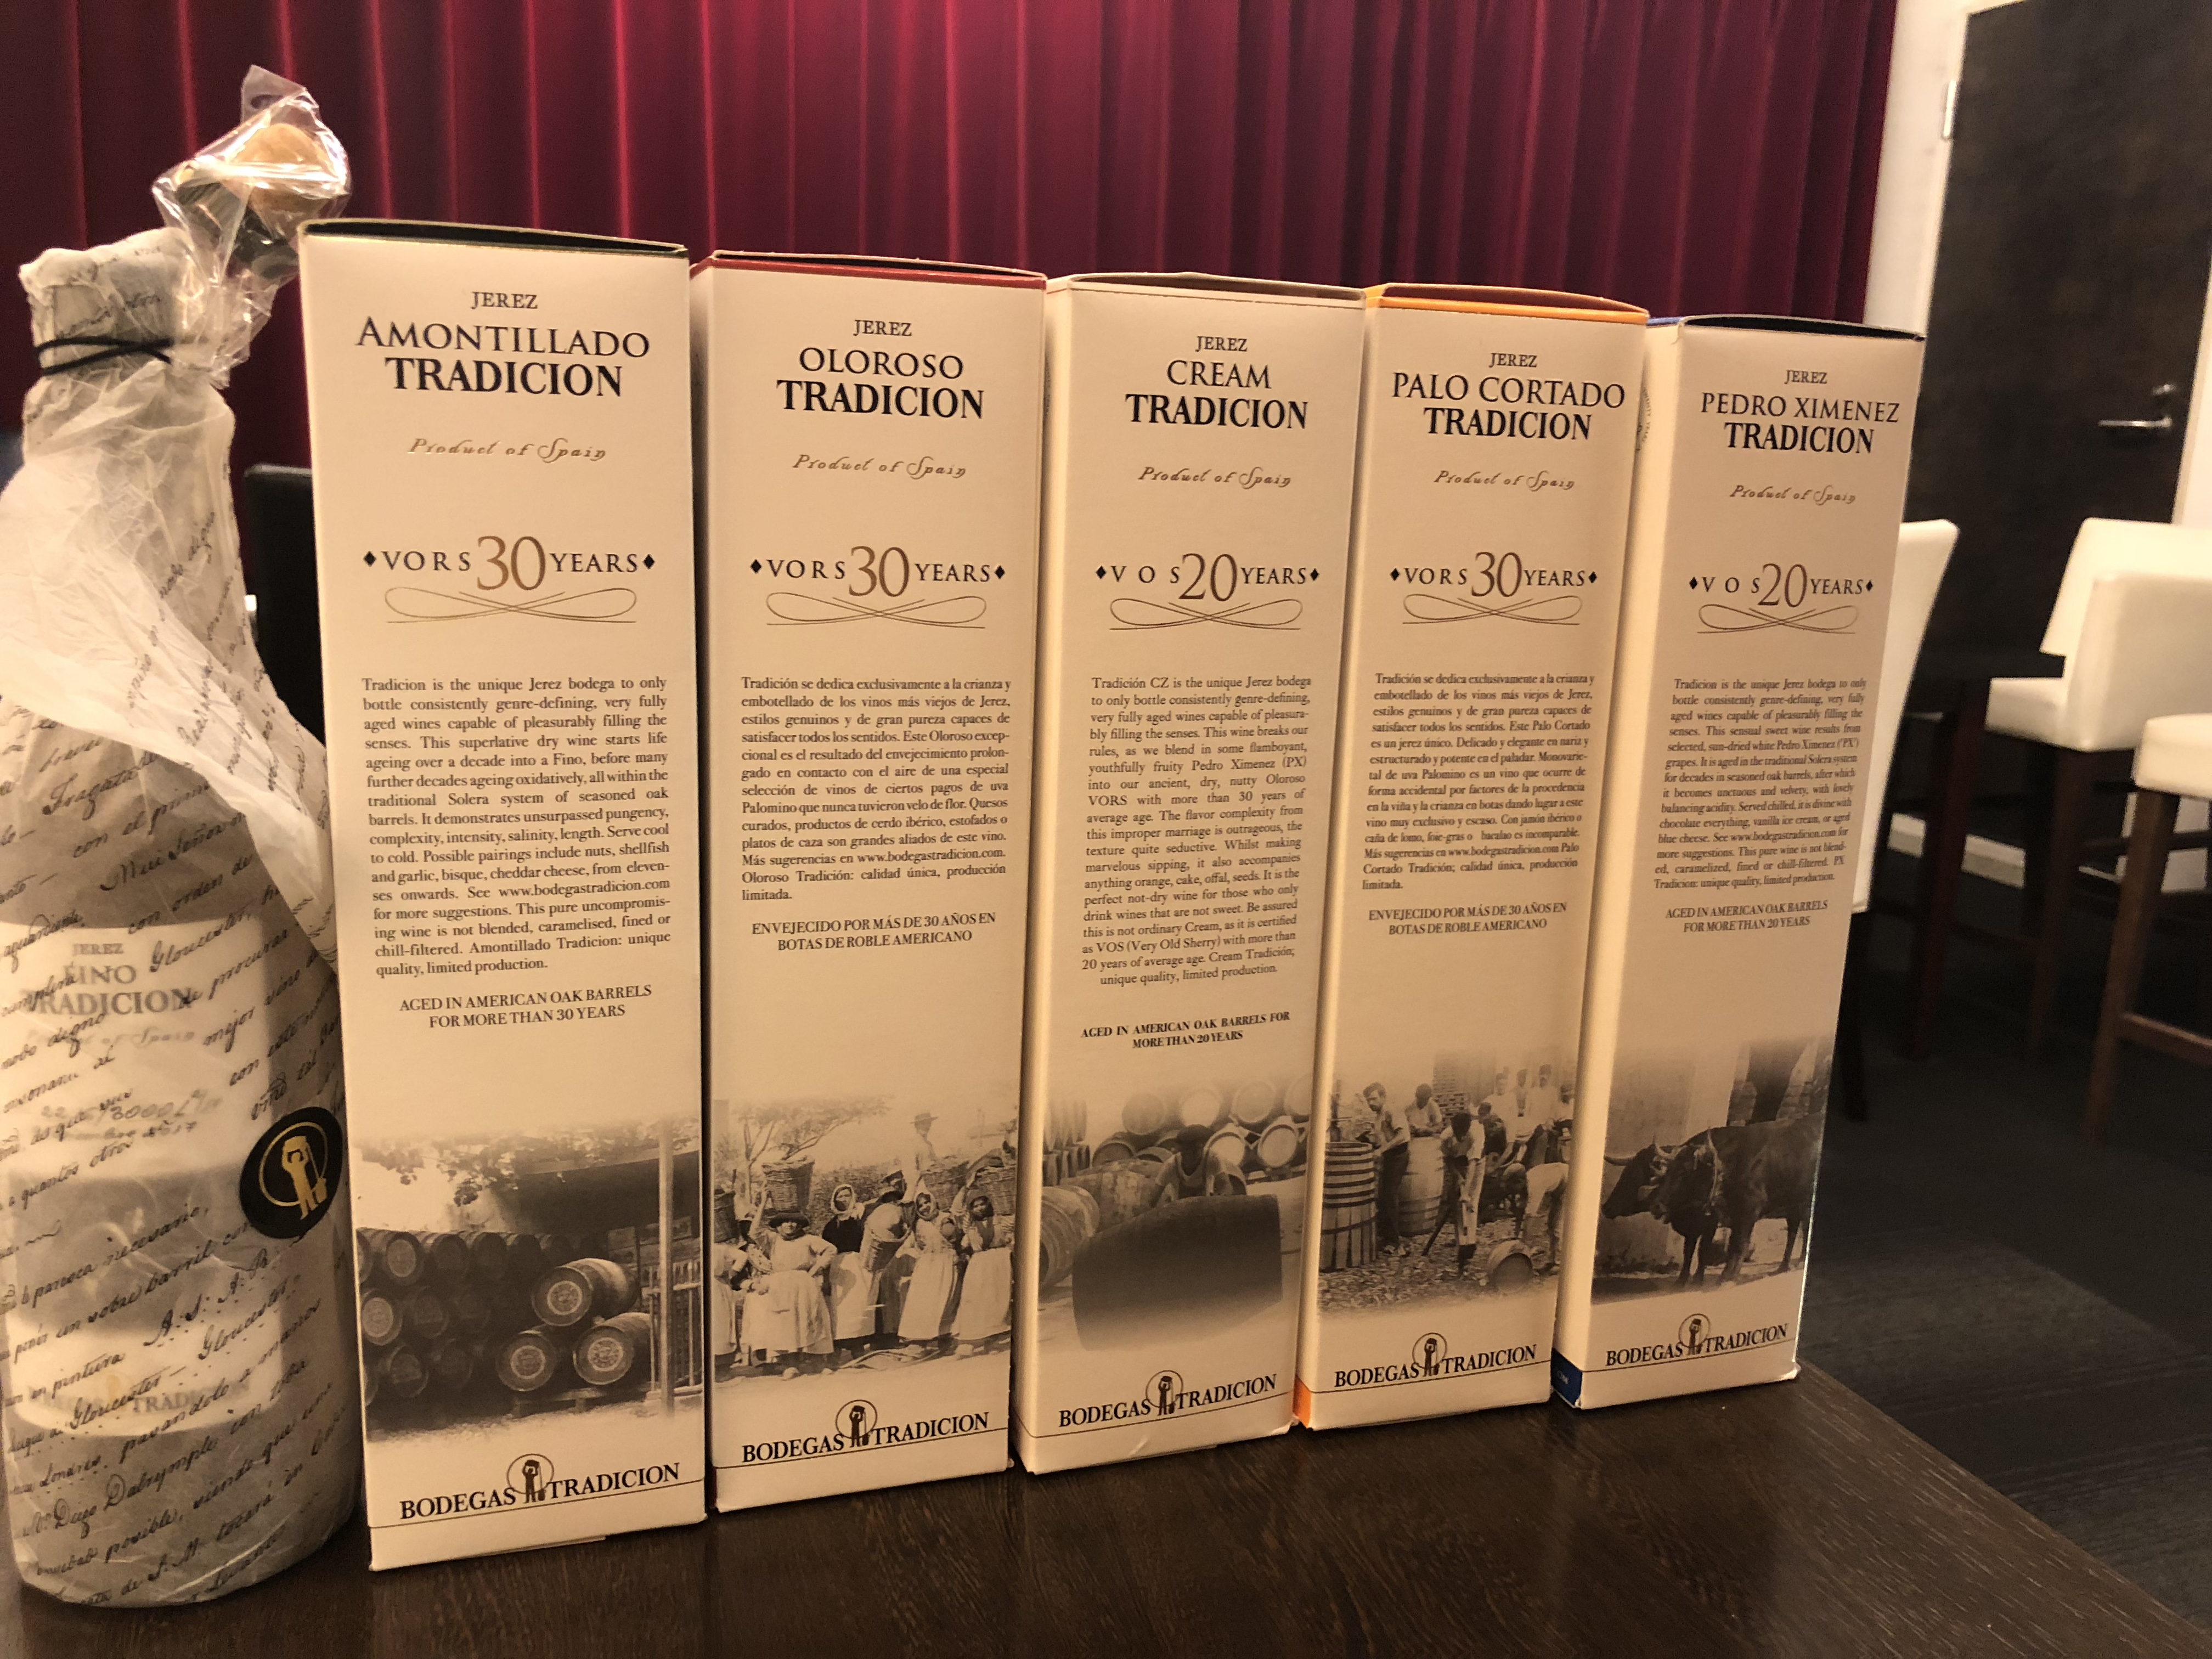 JEREZ
FINO
TRADICION
JEREZ
AMONTILLADO
TRADICION
Product of Spain
VORS 30 YEARS
Tradicion is the unique Jerez bodega to only
bottle consistently genre-defining, very fully
aged wines capable of pleasurably filling the
senses. This superlative dry wine starts life
ageing over a decade into a Fino, before many
further decades ageing oxidatively, all within the
traditional Solera system of seasoned oak
barrels. It demonstrates unsurpassed pungency,
complexity, intensity, salinity, length. Serve cool
to cold. Possible pairings include nuts, shellfish
and garlic, bisque, cheddar cheese, from eleven-
ses onwards. See www.bodegastradicion.com
for more suggestions. This pure uncompromis-
ing wine is not blended, caramelised, fined or
chill-filtered. Amontillado Tradicion: unique
quality, limited production.
AGED IN AMERICAN OAK BARRELS
FOR MORE THAN 30 YEARS
BODEGAS TRADICION
JEREZ
OLOROSO
TRADICION
Product of Spain
VORS 30 YEARS
Tradición se dedica exclusivamente a la crianza y
embotellado de los vinos más viejos de Jerez,
estilos genuinos y de gran pureza capaces de
satisfacer todos los sentidos. Este Oloroso excep-
cional es el resultado del envejecimiento prolon-
gado en contacto con el aire de una especial
selección de vinos de ciertos pagos de uva
Palomino que nunca tuvieron velo de flor. Quesos
curados, productos de cerdo ibérico, estofados o
platos de caza son grandes aliados de este vino.
Más sugerencias en www.bodegastradicion.com.
Oloroso Tradición: calidad única, producción
limitada.
ENVEJECIDO POR MÁS DE 30 AÑOS EN
BOTAS DE ROBLE AMERICANO
BODEGAS TRADICION
JEREZ
CREAM
TRADICION
Product of Spain
VOS 20 YEARS
Tradición CZ is the unique Jerez bodega
to only bottle consistently genre-defining,
very fully aged wines capable of pleasura-
bly filling the senses. This wine breaks our
rules, as we blend in some flamboyant,
youthfully fruity Pedro Ximenez (PX)
into our ancient, dry, nutty Oloroso
VORS with more than 30 years of
average age. The flavor complexity from
this improper marriage is outrageous, the
texture quite seductive. Whilst making
marvelous sipping, it also accompanies
anything orange, cake, offal, seeds. It is the
perfect not-dry wine for those who only
drink wines that are not sweet. Be assured
this is not ordinary Cream, as it is certified
as VOS (Very Old Sherry) with more than
20 years of average age. Cream Tradición;
unique quality, limited production.
AGED IN AMERICAN OAK BARRELS FOR
MORE THAN 20 YEARS
BODEGAS TRADICION
JEREZ
PALO CORTADO
TRADICION
Product of Spain
VORS 30 YEARS
Tradición se dedica exclusivamente a la crianza y
embotellado de los vinos más viejos de Jerez,
estilos genuinos y de gran pureza capaces de
satisfacer todos los sentidos. Este Palo Cortado
es un jerez único. Delicado y elegante en nariz y
estructurado y potente en el paladar. Monovarie-
tal de uva Palomino es un vino que ocurre de
forma accidental por factores de la procedencia
en la viña y la crianza en botas dando lugar a este
vino muy exclusivo y escaso. Con jamón ibérico o
caña de lomo, foie-gras o bacalao es incomparable.
Más sugerencias en www.bodegastradicion.com Palo
Cortado Tradición; calidad única, producción
limitada.
ENVEJECIDO POR MÁS DE 30 AÑOS EN
BOTAS DE ROBLE AMERICANO
BODEGAS TRADICION
JEREZ
PEDRO XIMENEZ
TRADICION
Product of Spain
VOS 20 YEARS
Tradicion is the unique Jerez bodega to only
bottle consistently genre-defining, very fully
aged wines capable of pleasurably filling the
senses. This sensual sweet wine results from
selected, sun-dried white Pedro Ximenez ('PX')
grapes. It is aged in the traditional Solera system
for decades in seasoned oak barrels, after which
it becomes unctuous and velvety, with lovely
balancing acidity. Served chilled, it is divine with
chocolate everything, vanilla ice cream, or aged
blue cheese. See www.bodegastradicion.com for
more suggestions. This pure wine is not blend-
ed, caramelized, fined or chill-filtered. PX
Tradicion: unique quality, limited production.
AGED IN AMERICAN OAK BARRELS
FOR MORE THAN 20 YEARS
BODEGAS TRADICION